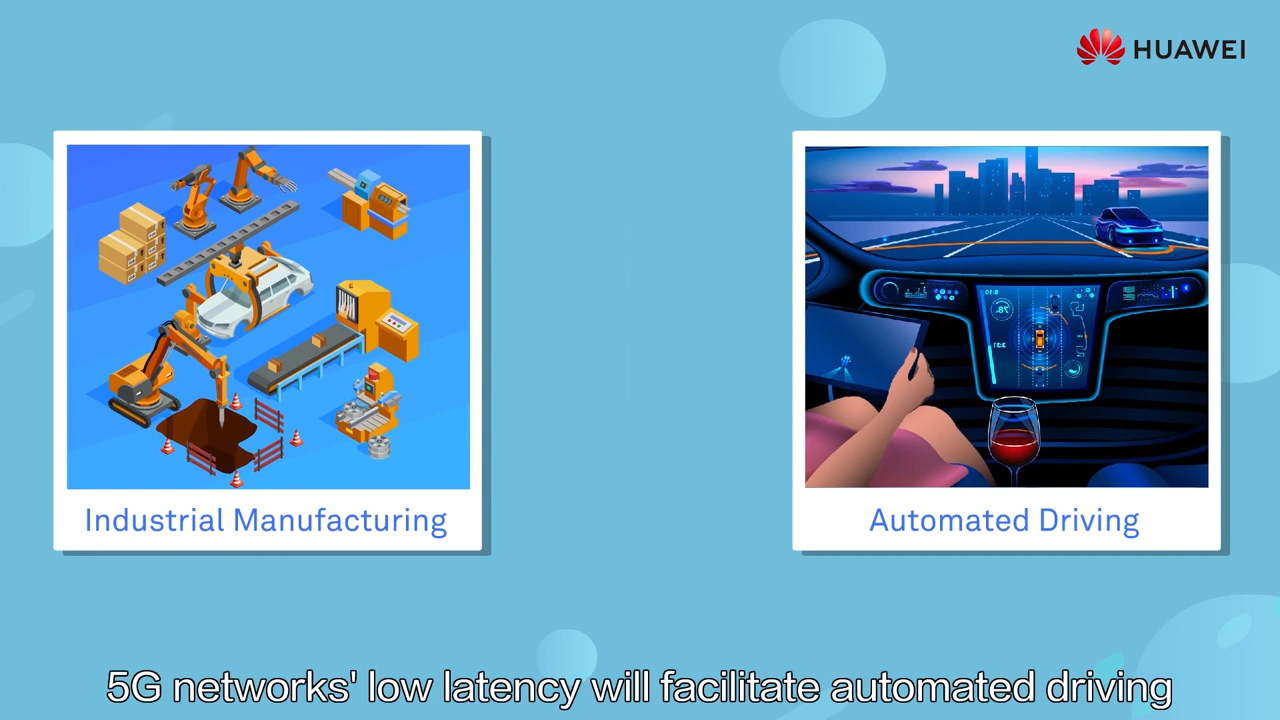 HUAWEI
Industrial Manufacturing
Automated Driving
5G networks' low latency will facilitate automated driving